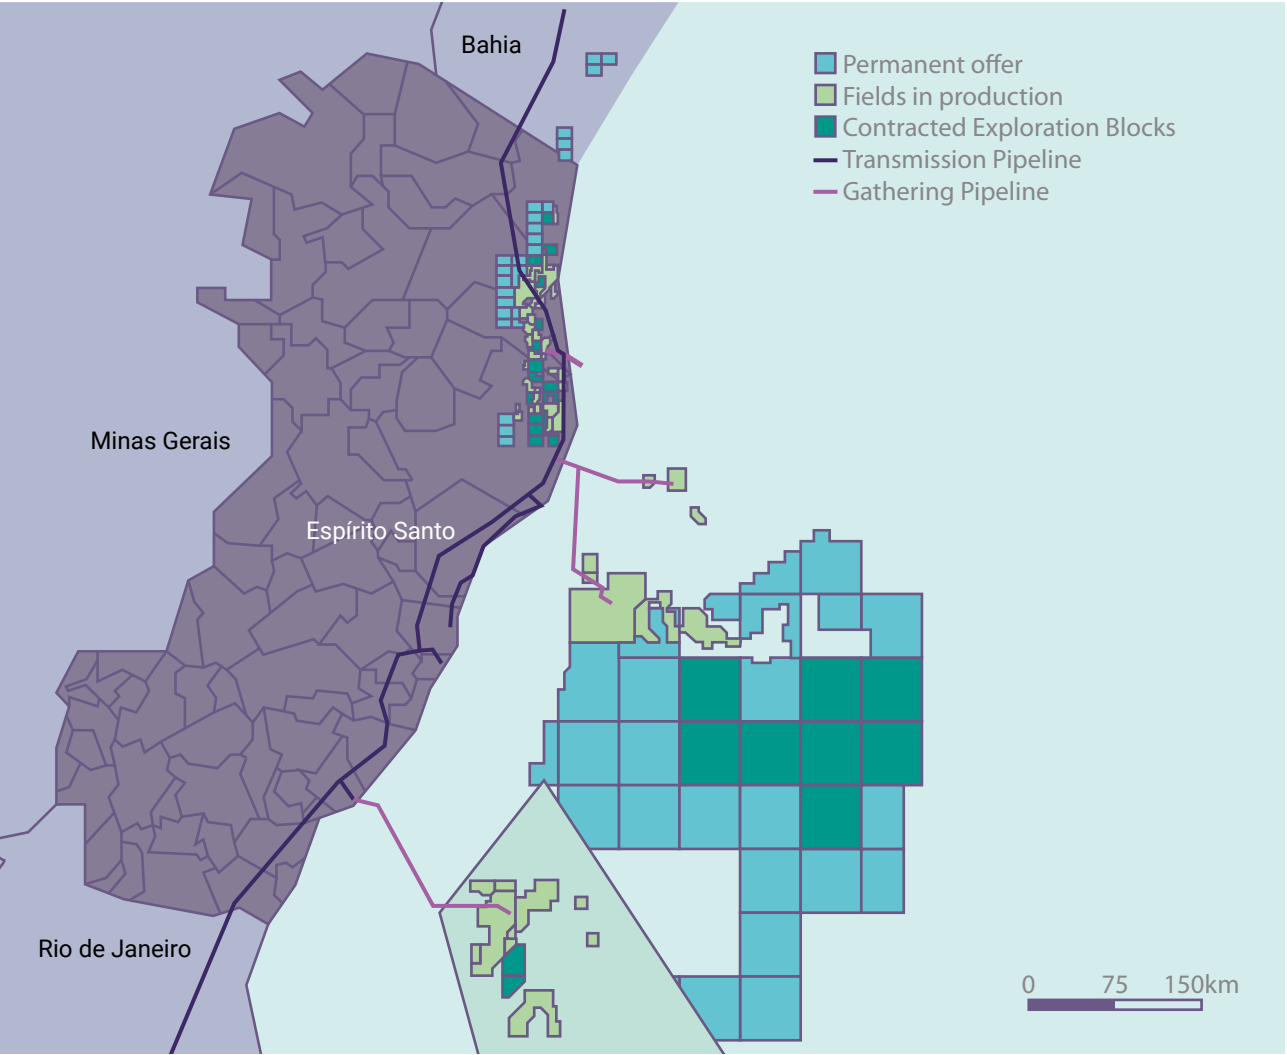 Bahia
Permanent offer
Fields in production
Contracted Exploration Blocks
Transmission Pipeline
Gathering Pipeline
Minas Gerais
Espírito Santo
Rio de Janeiro
0 75 150km